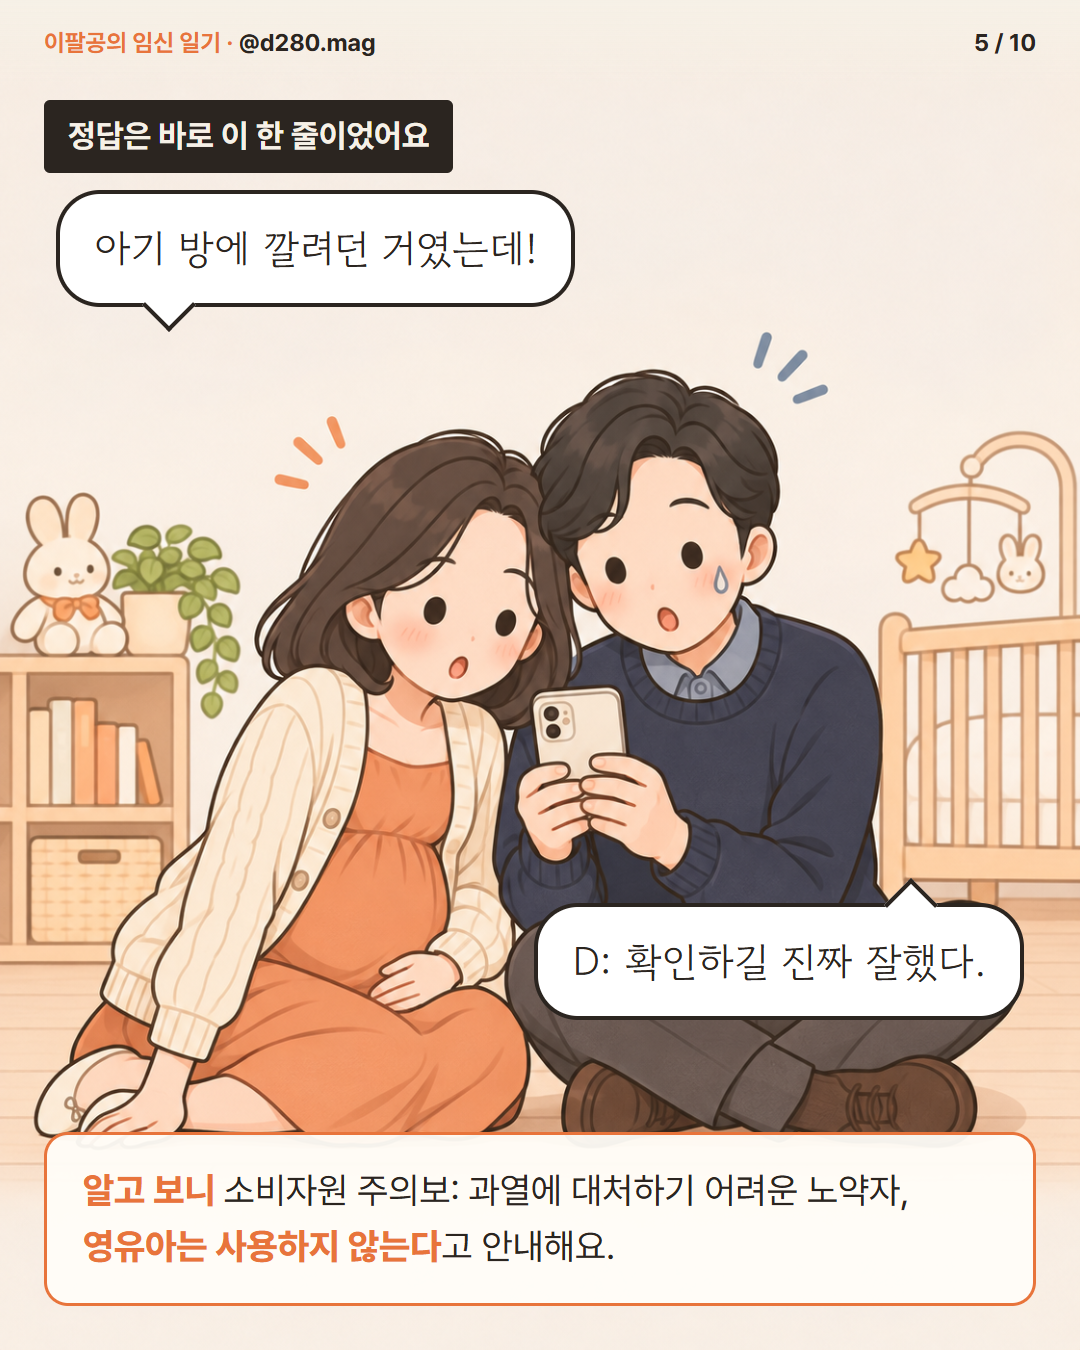 이팔공의 임신 일기 · @d280.mag
5 / 10
정답은 바로 이 한 줄이었어요
아기 방에 깔려던 거였는데!
D: 확인하길 진짜 잘했다.
알고 보니 소비자원 주의보: 과열에 대처하기 어려운 노약자,
영유아는 사용하지 않는다고 안내해요.